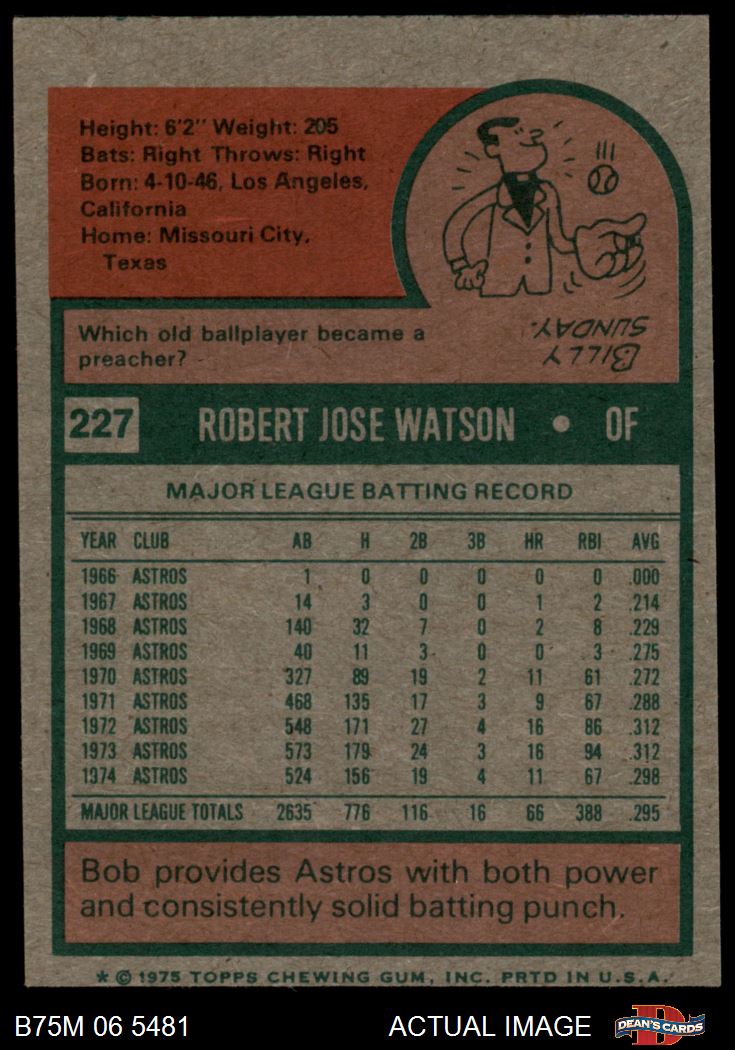 Height: 6'2" Weight: 205
Bats: Right Throws: Right
Born: 4-10-46, Los Angeles,
California
Home: Missouri City,
Texas
Which old ballplayer became a
preacher?
BILLY
SUNDAY.
227 ROBERT JOSE WATSON • OF
MAJOR LEAGUE BATTING RECORD
YEAR CLUB AB H 2B 3B HR RBI AVG
1966 ASTROS 1 0 0 0 0 0 .000
1967 ASTROS 14 3 0 0 1 2 .214
1968 ASTROS 140 32 7 0 2 8 .229
1969 ASTROS 40 11 3 0 0 3 .275
1970 ASTROS 327 89 19 2 11 61 .272
1971 ASTROS 468 135 17 3 9 67 .288
1972 ASTROS 548 171 27 4 16 86 .312
1973 ASTROS 573 179 24 3 16 94 .312
1974 ASTROS 524 156 19 4 11 67 .298
MAJOR LEAGUE TOTALS 2635 776 116 16 66 388 .295
Bob provides Astros with both power
and consistently solid batting punch.
* © 1975 TOPPS CHEWING GUM, INC. PRTD IN U.S.A.
B75M 06 5481 ACTUAL IMAGE D DEAN'S CARDS